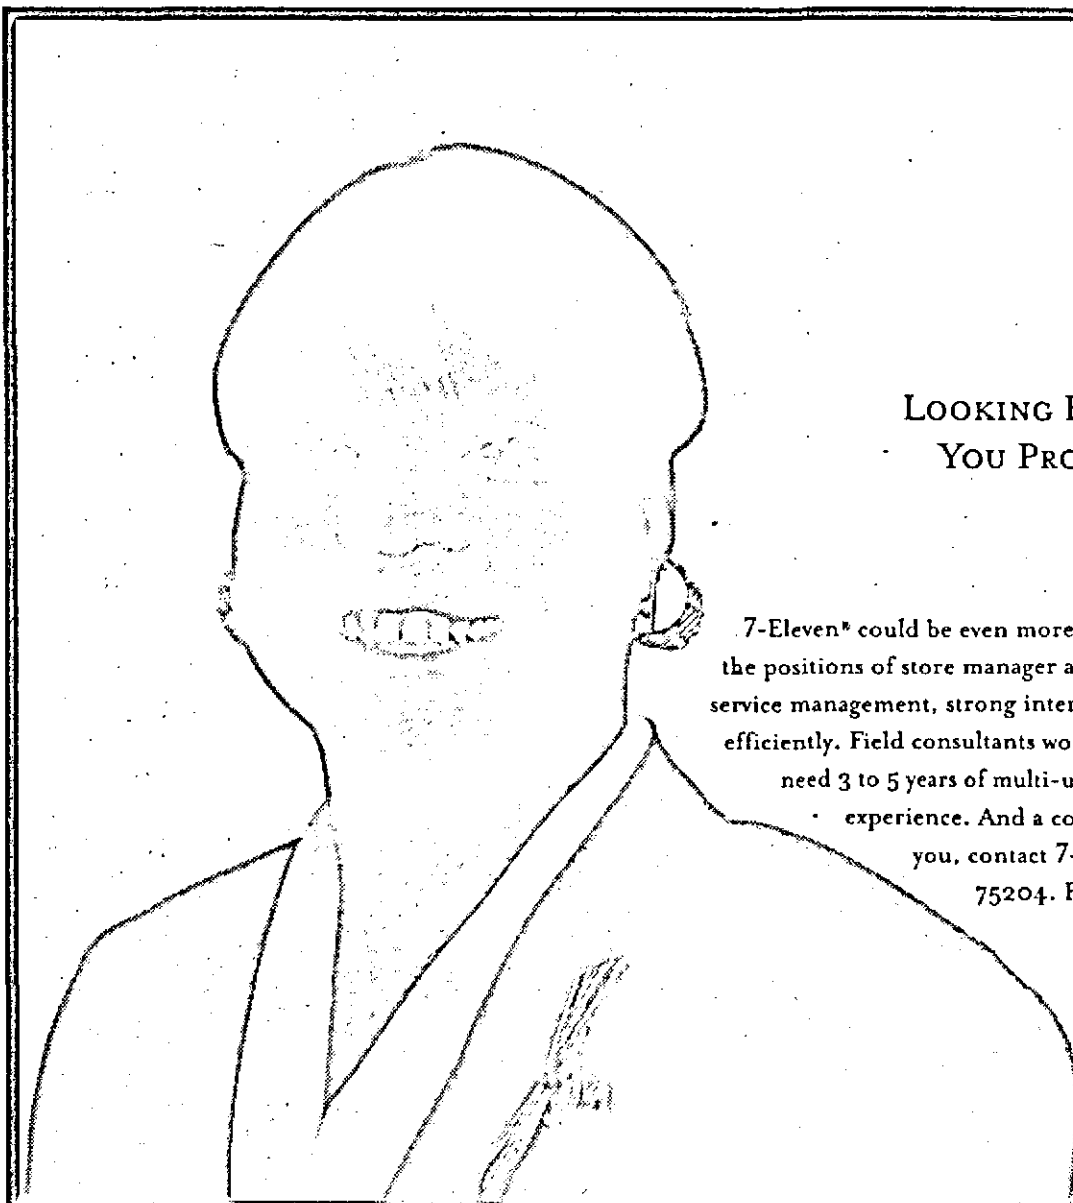 LOOKING
YOU PRO
7-Eleven® could be even more
the positions of store manager a
service management, strong inter
efficiently. Field consultants wo
need 3 to 5 years of multi-u
experience. And a co
you, contact 7-
75204.